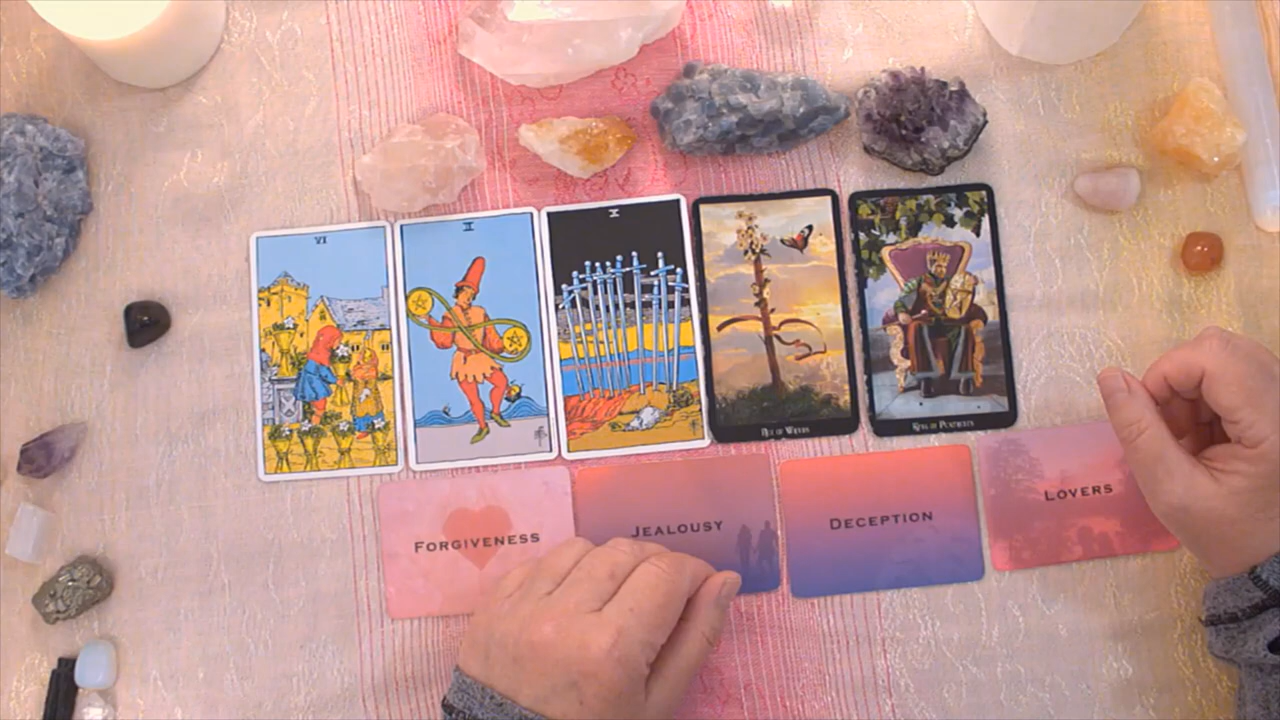 VI
II
X
ACE OF WANDS
KING OF PENTACLES
FORGIVENESS
JEALOUSY
DECEPTION
LOVERS